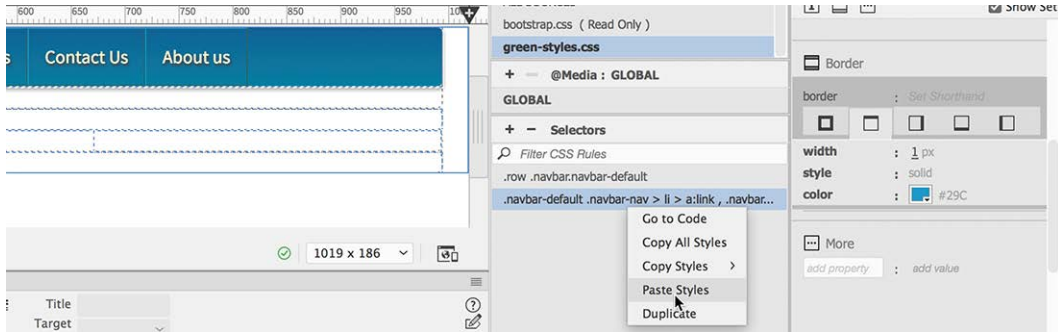 600 650 700 750 800 850 900 950
Contact Us About us
bootstrap.css ( Read Only )
green-styles.css
+ − @Media : GLOBAL
GLOBAL
+ − Selectors
Filter CSS Rules
.row .navbar.navbar-default
.navbar-default .navbar-nav > li > a:link , .navbar...
Go to Code
Copy All Styles
Copy Styles >
Paste Styles
Duplicate
1019 x 186
Title
Target
Show Set
Border
border : Set Shorthand
width : 1 px
style : solid
color : #29C
More
add property : add value